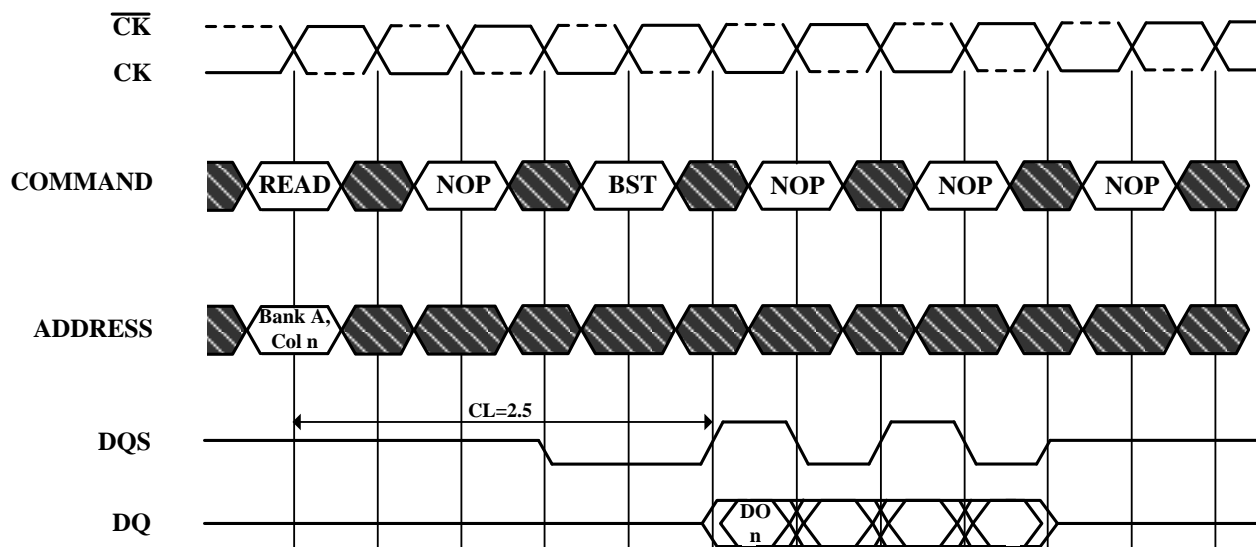 CK
CK
COMMAND
READ NOP BST NOP NOP NOP
ADDRESS
Bank A,
Col n
CL=2.5
DQS
DQ
DO
n